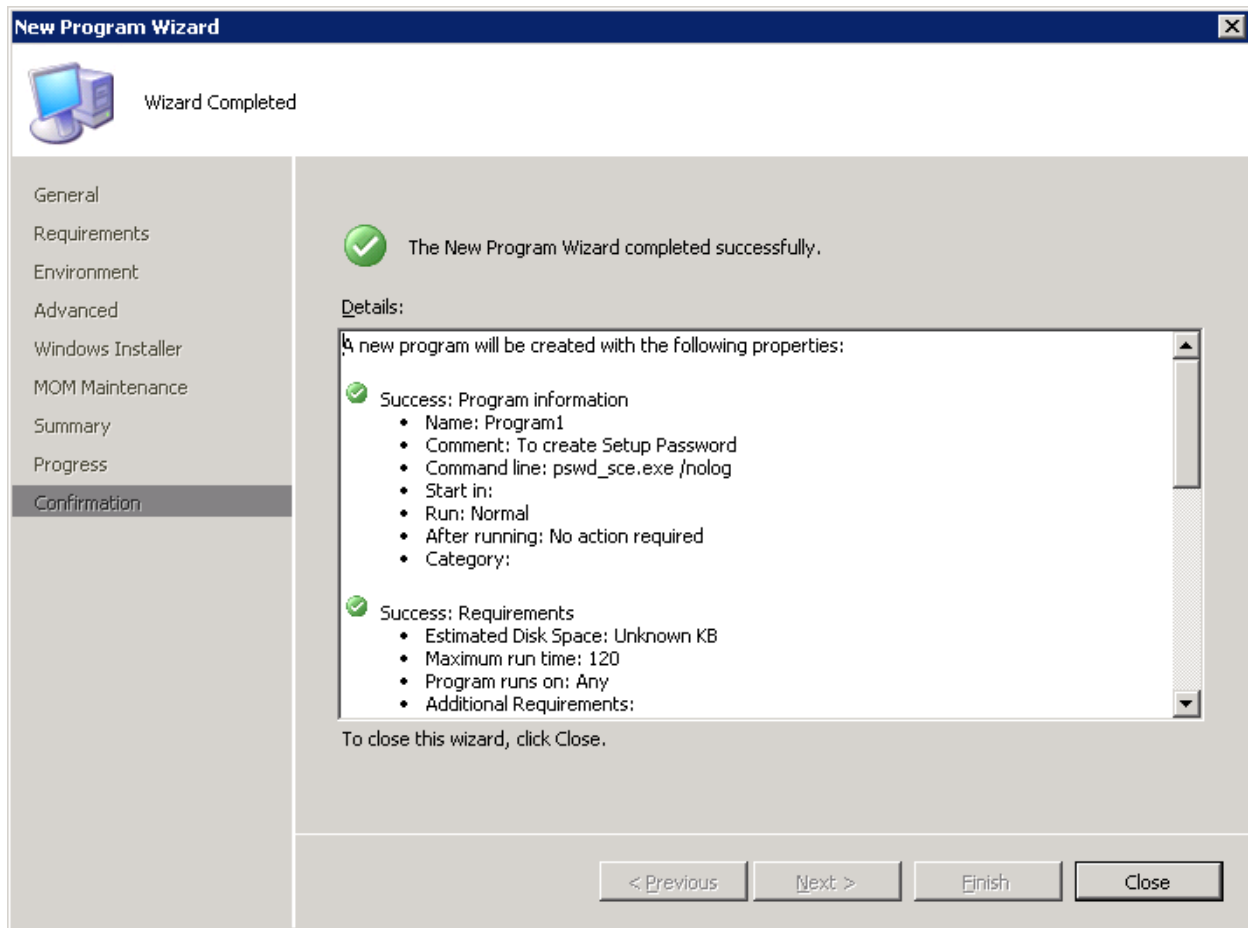 New Program Wizard
Wizard Completed
General
Requirements
Environment
Advanced
Windows Installer
MOM Maintenance
Summary
Progress
Confirmation
The New Program Wizard completed successfully.
Details:
A new program will be created with the following properties:
Success: Program information
• Name: Program1
• Comment: To create Setup Password
• Command line: pswd_sce.exe /nolog
• Start in:
• Run: Normal
• After running: No action required
• Category:
Success: Requirements
• Estimated Disk Space: Unknown KB
• Maximum run time: 120
• Program runs on: Any
• Additional Requirements:
To close this wizard, click Close.
< Previous
Next >
Finish
Close